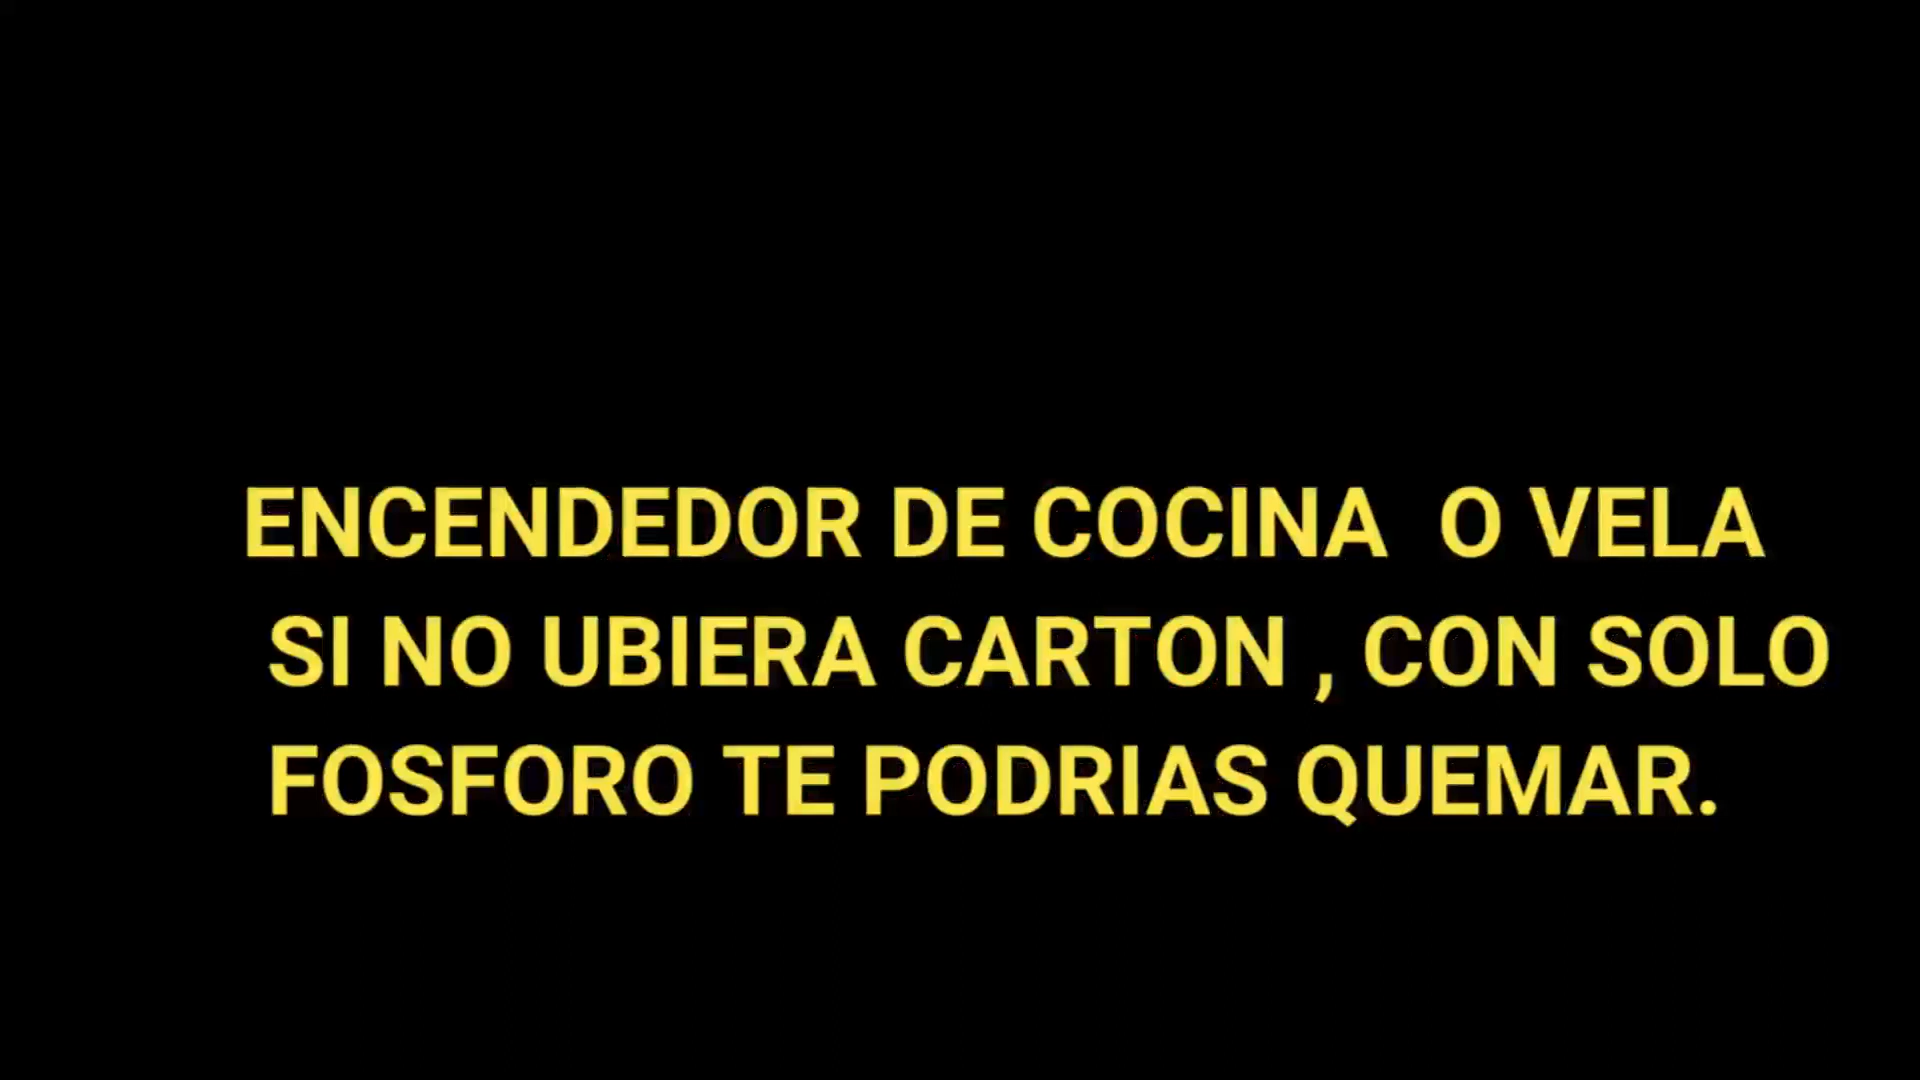 ENCENDEDOR DE COCINA O VELA
SI NO UBIERA CARTON , CON SOLO
FOSFORO TE PODRIAS QUEMAR.